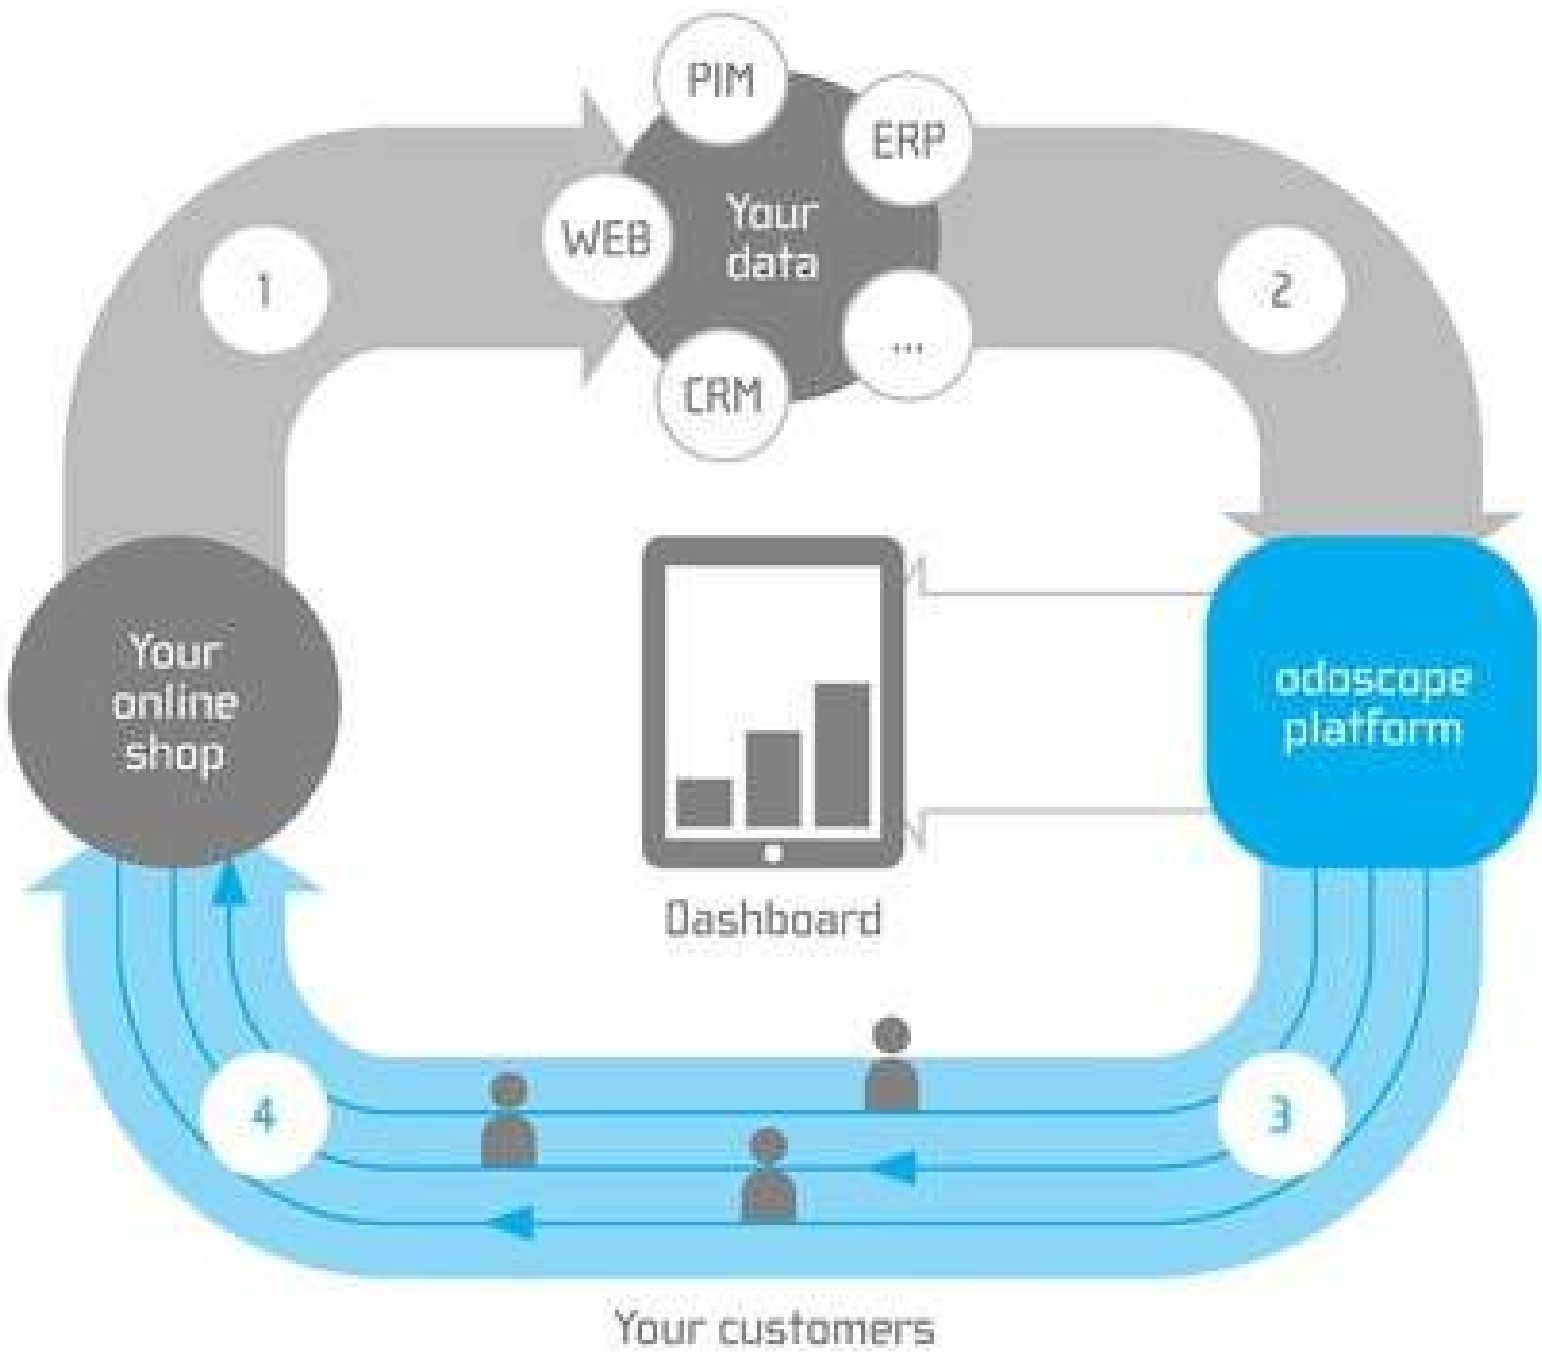 PIM
ERP
WEB
Your
data
...
CRM
1
2
Your
online
shop
odoscope
platform
Dashboard
4
3
Your customers